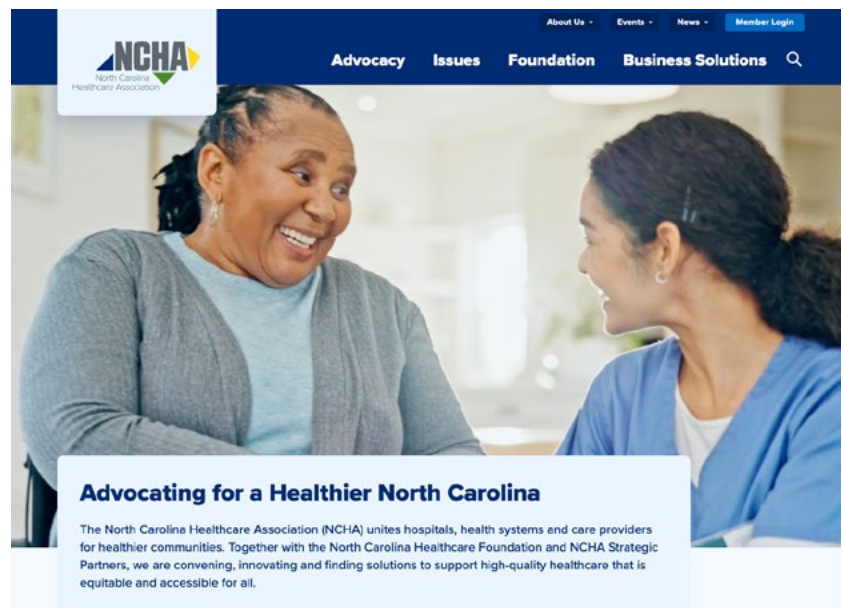 About Us
Events
News
Member Login
NCHA
North Carolina
Healthcare Association
Advocacy
Issues
Foundation
Business Solutions
Advocating for a Healthier North Carolina
The North Carolina Healthcare Association (NCHA) unites hospitals, health systems and care providers
for healthier communities. Together with the North Carolina Healthcare Foundation and NCHA Strategic
Partners, we are convening, innovating and finding solutions to support high-quality healthcare that is
equitable and accessible for all.